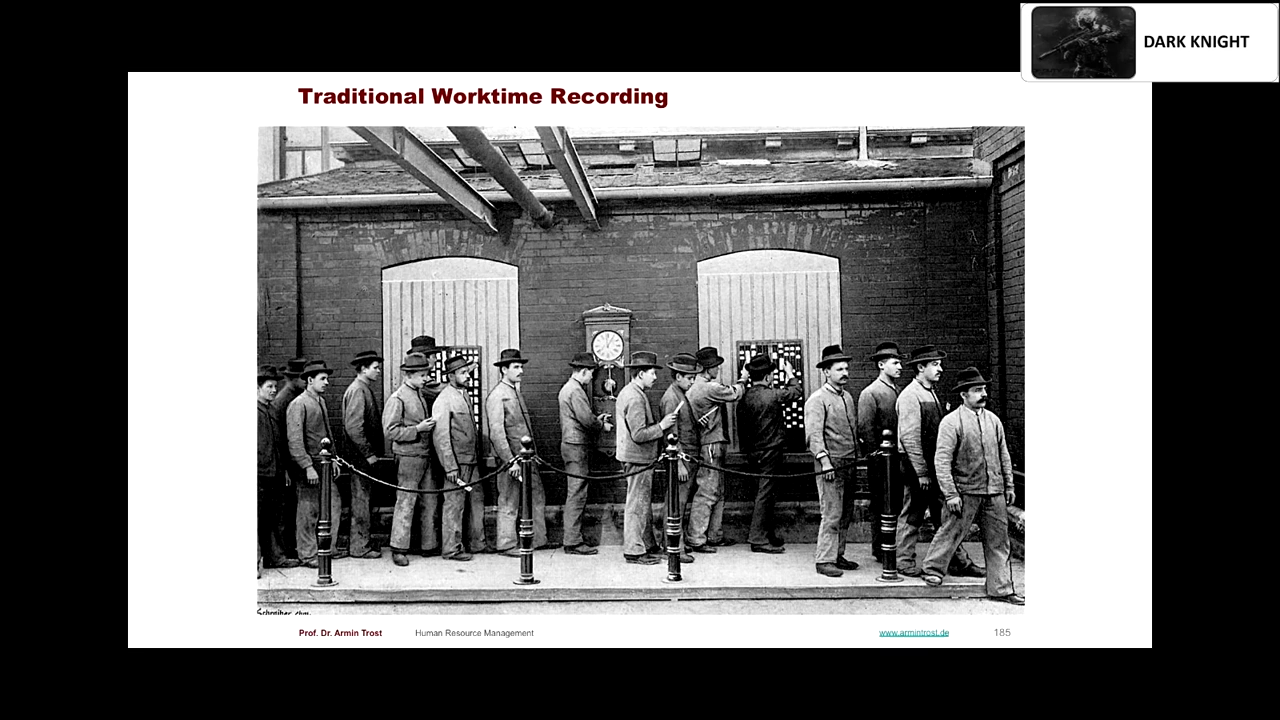 DARK KNIGHT
Traditional Worktime Recording
Prof. Dr. Armin Trost Human Resource Management www.armintrost.de 185